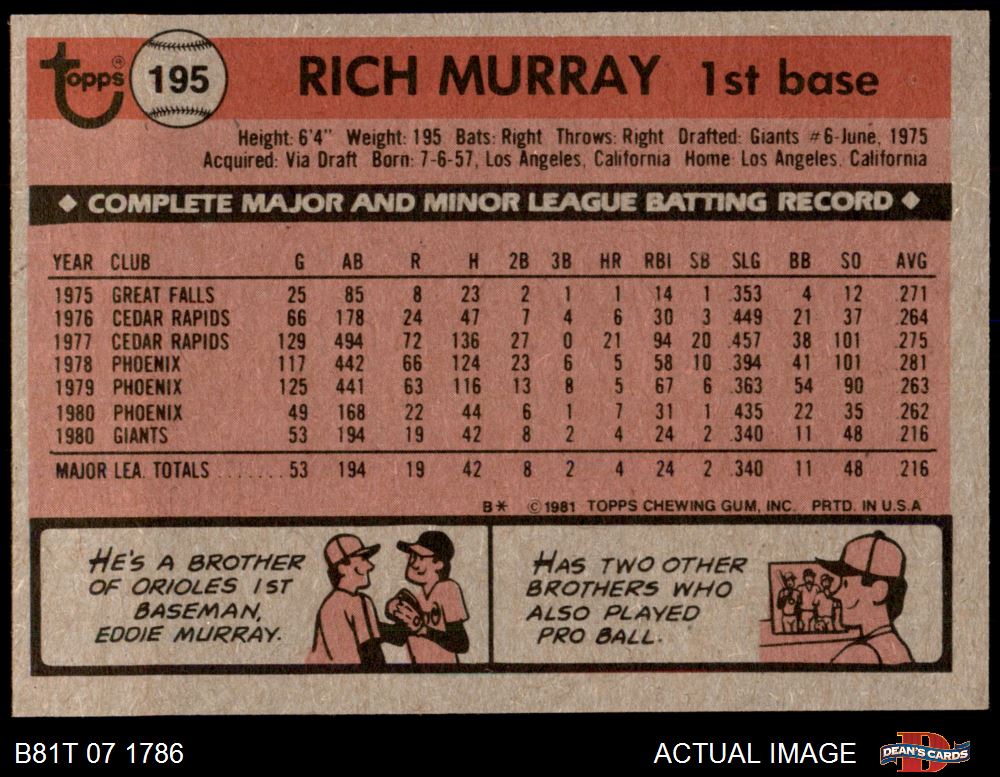 Topps® 195 RICH MURRAY 1st base
Height: 6'4" Weight: 195 Bats: Right Throws: Right Drafted: Giants #6-June, 1975
Acquired: Via Draft Born: 7-6-57, Los Angeles, California Home: Los Angeles, California
◆ COMPLETE MAJOR AND MINOR LEAGUE BATTING RECORD ◆
YEAR CLUB G AB R H 2B 3B HR RBI SB SLG BB SO AVG
1975 GREAT FALLS 25 85 8 23 2 1 1 14 1 .353 4 12 .271
1976 CEDAR RAPIDS 66 178 24 47 7 4 6 30 3 .449 21 37 .264
1977 CEDAR RAPIDS 129 494 72 136 27 0 21 94 20 .457 38 101 .275
1978 PHOENIX 117 442 66 124 23 6 5 58 10 .394 41 101 .281
1979 PHOENIX 125 441 63 116 13 8 5 67 6 .363 54 90 .263
1980 PHOENIX 49 168 22 44 6 1 7 31 1 .435 22 35 .262
1980 GIANTS 53 194 19 42 8 2 4 24 2 .340 11 48 .216
MAJOR LEA. TOTALS ....... 53 194 19 42 8 2 4 24 2 .340 11 48 .216
B* ©1981 TOPPS CHEWING GUM, INC. PRTD. IN U.S.A
HE'S A BROTHER
OF ORIOLES 1ST
BASEMAN,
EDDIE MURRAY.
HAS TWO OTHER
BROTHERS WHO
ALSO PLAYED
PRO BALL.
B81T 07 1786 ACTUAL IMAGE DEAN'S CARDS